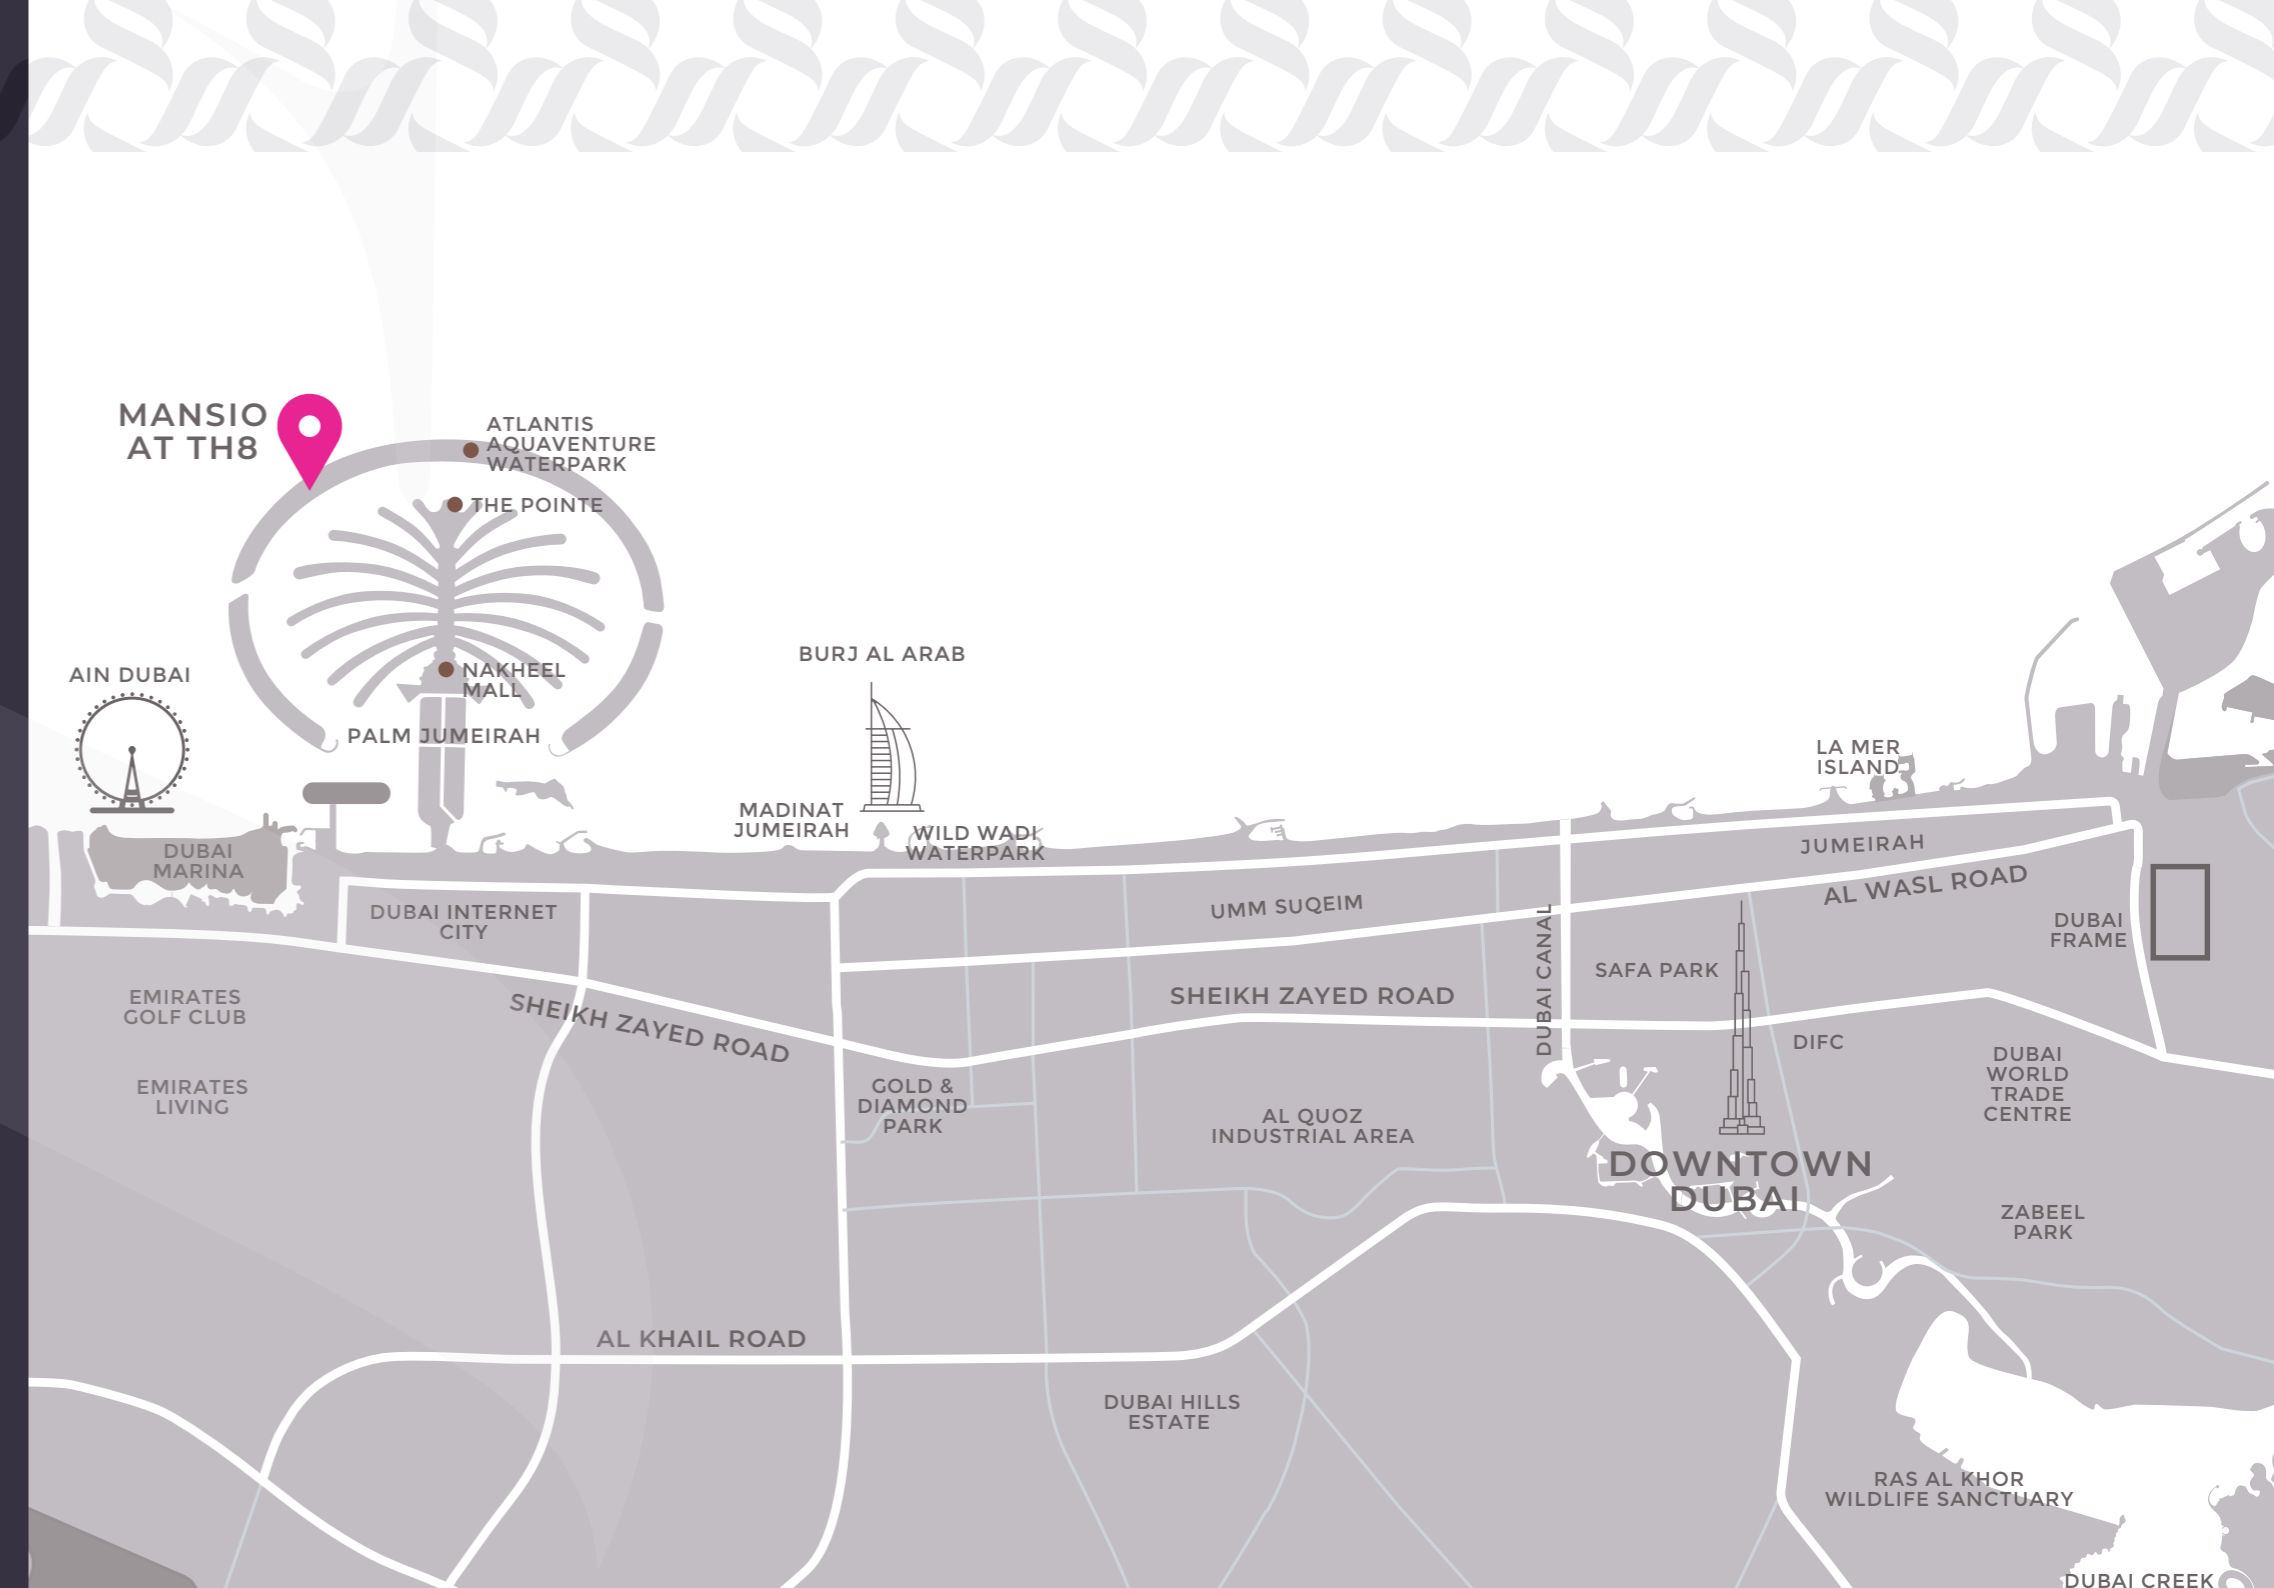 MANSIO
AT TH8
ATLANTIS
AQUAVENTURE
WATERPARK
THE POINTE
NAKHEEL
MALL
PALM JUMEIRAH
AIN DUBAI
BURJ AL ARAB
MADINAT
JUMEIRAH
WILD WADI
WATERPARK
LA MER
ISLAND
DUBAI
MARINA
JUMEIRAH
AL WASL ROAD
DUBAI INTERNET
CITY
UMM SUQEIM
DUBAI CANAL
DUBAI
FRAME
SAFA PARK
EMIRATES
GOLF CLUB
SHEIKH ZAYED ROAD
SHEIKH ZAYED ROAD
DIFC
DUBAI
WORLD
TRADE
CENTRE
EMIRATES
LIVING
GOLD &
DIAMOND
PARK
AL QUOZ
INDUSTRIAL AREA
DOWNTOWN
DUBAI
ZABEEL
PARK
AL KHAIL ROAD
DUBAI HILLS
ESTATE
RAS AL KHOR
WILDLIFE SANCTUARY
DUBAI CREEK